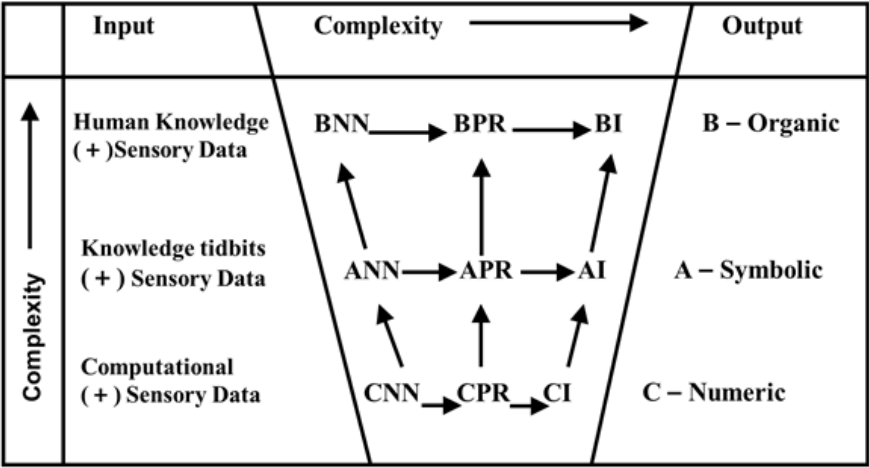 Input Complexity Output
Human Knowledge BNN BPR BI B – Organic
( + )Sensory Data
Knowledge tidbits
( + ) Sensory Data ANN APR AI A – Symbolic
Computational
( + ) Sensory Data CNN CPR CI C – Numeric
Complexity